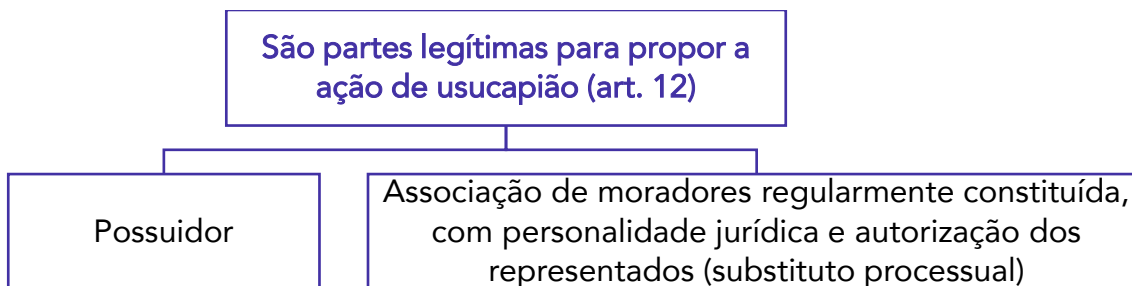 São partes legítimas para propor a
ação de usucapião (art. 12)
Possuidor
Associação de moradores regularmente constituída,
com personalidade jurídica e autorização dos
representados (substituto processual)